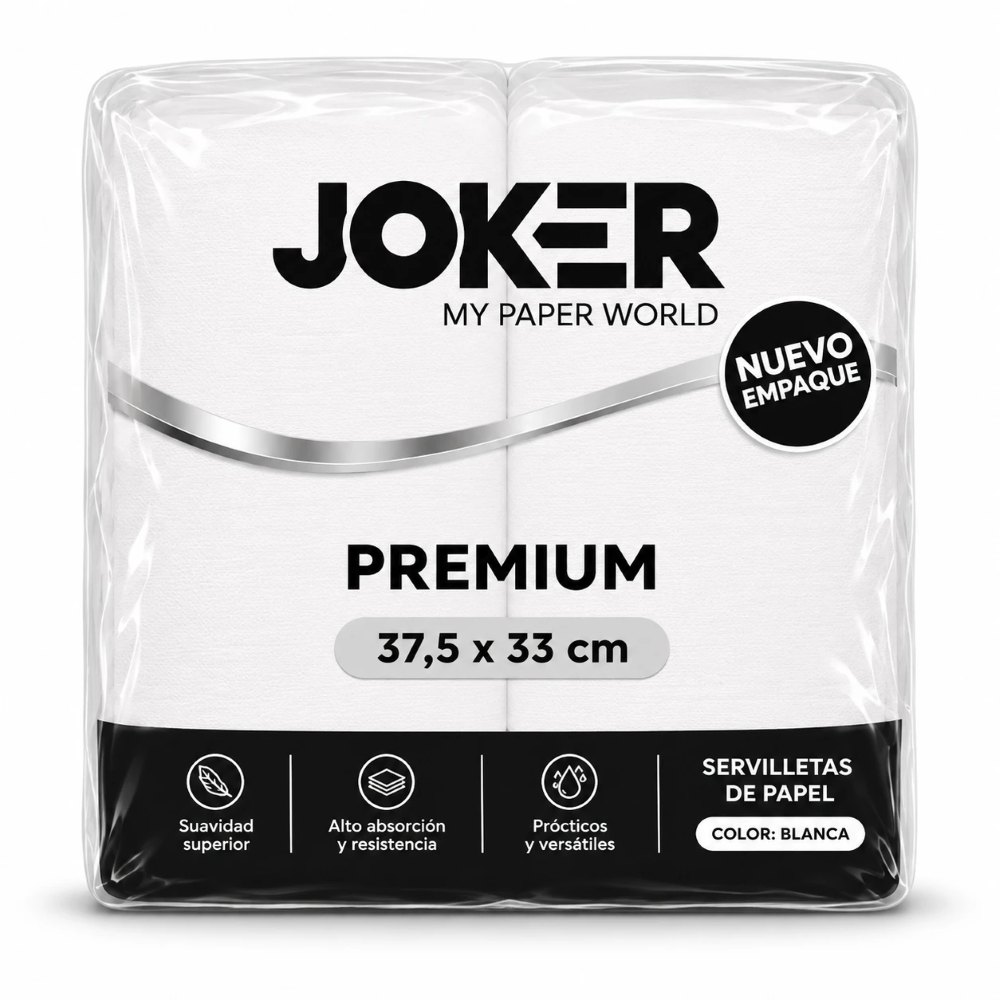 JOKER
MY PAPER WORLD
NUEVO
EMPAQUE
PREMIUM
37,5 x 33 cm
Suavidad
superior
Alto absorción
y resistencia
Prócticos
y versátiles
SERVILLETAS
DE PAPEL
COLOR: BLANCA